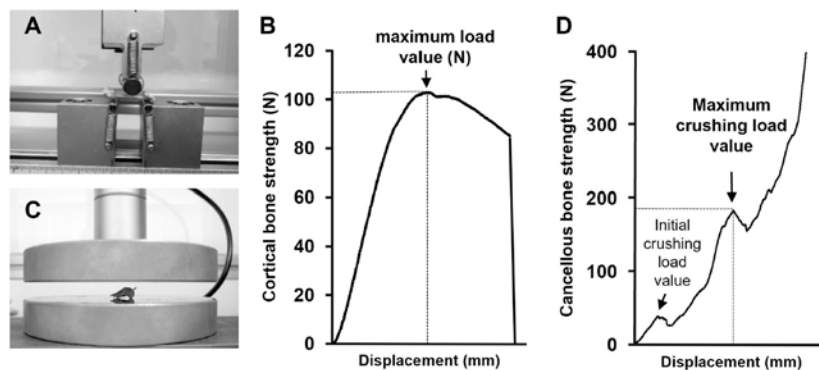 A
B
maximum load
value (N)
Cortical bone strength (N)
120
100
80
60
40
20
0
Displacement (mm)
C
D
Cancellous bone strength (N)
400
300
200
100
0
Maximum
crushing load
value
Initial
crushing
load
value
Displacement (mm)